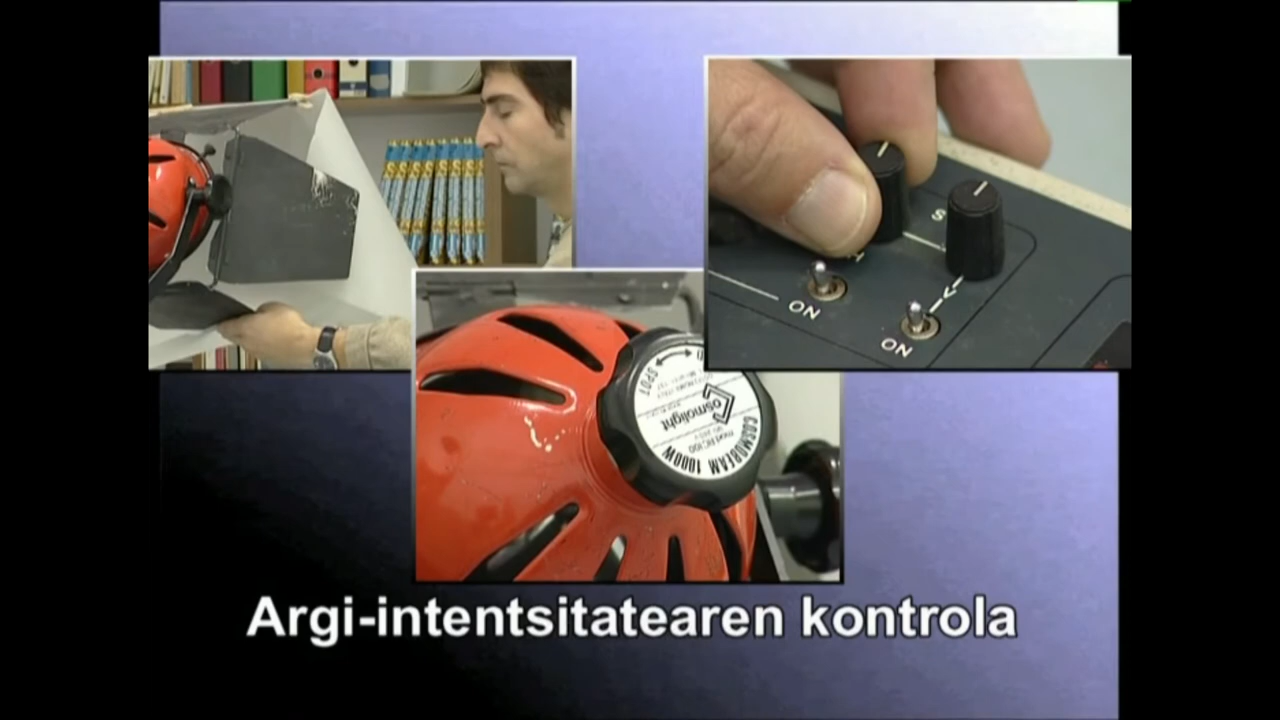 S
ON
ON
SPOT
Cosmolight
COSMOBEAM 1000W
Argi-intentsitatearen kontrola